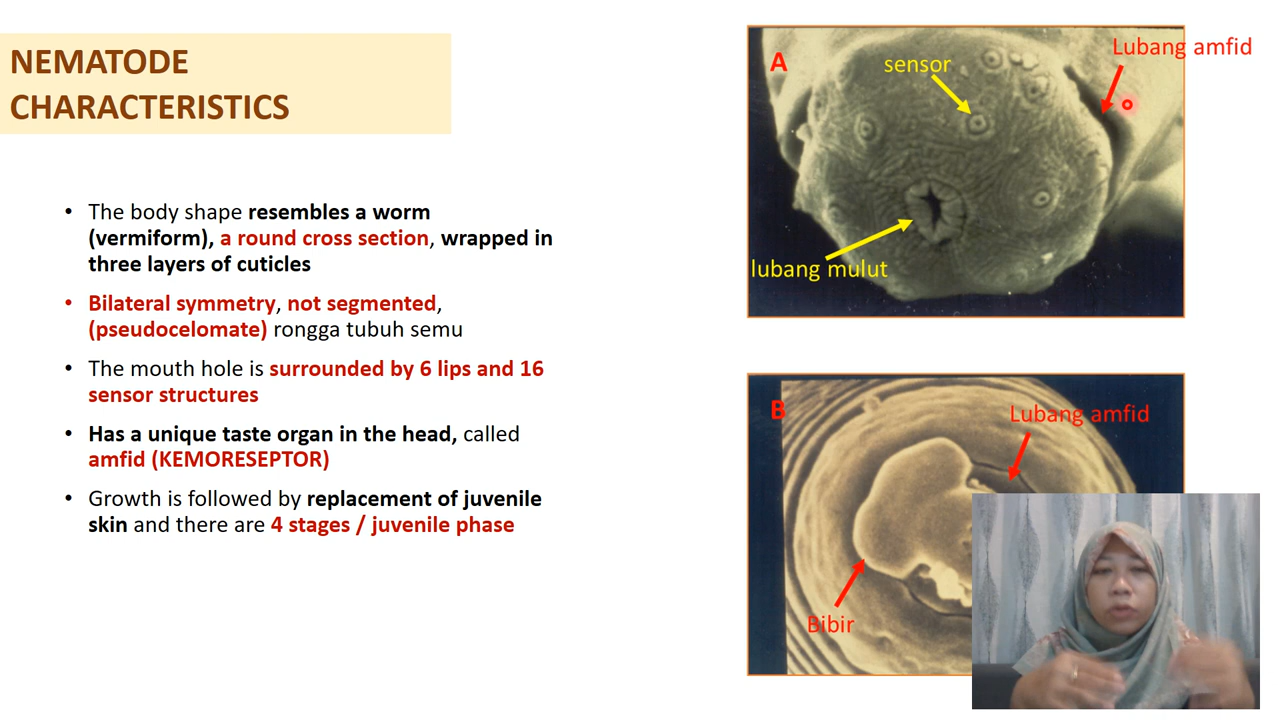 NEMATODE
CHARACTERISTICS
• The body shape resembles a worm
(vermiform), a round cross section, wrapped in
three layers of cuticles
• Bilateral symmetry, not segmented,
(pseudocelomate) rongga tubuh semu
• The mouth hole is surrounded by 6 lips and 16
sensor structures
• Has a unique taste organ in the head, called
amfid (KEMORESEPTOR)
• Growth is followed by replacement of juvenile
skin and there are 4 stages / juvenile phase
A
sensor
Lubang amfid
lubang mulut
B
Lubang amfid
Bibir